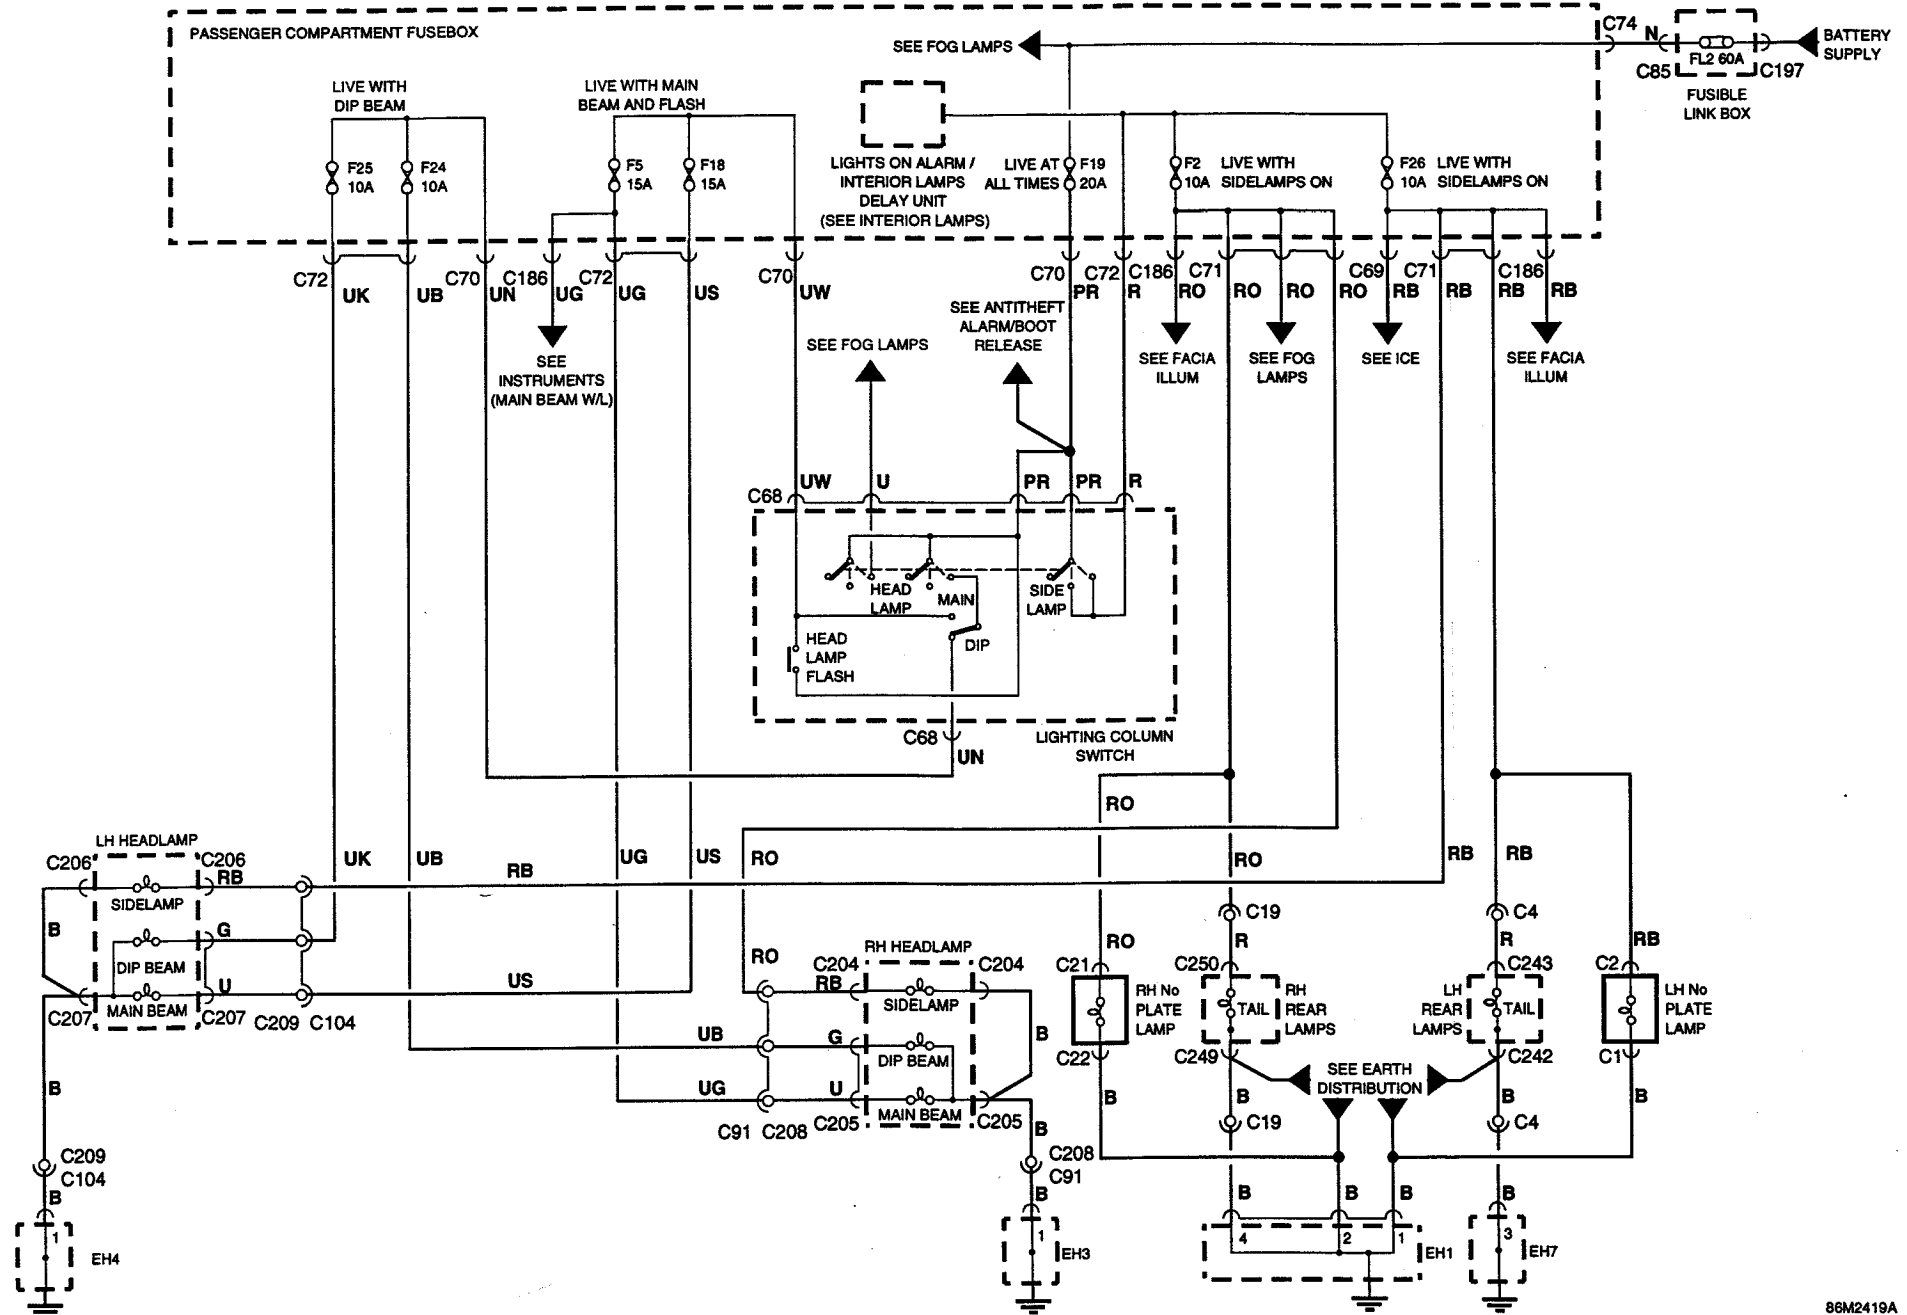 PASSENGER COMPARTMENT FUSEBOX
SEE FOG LAMPS
C74
N
C85
FL2 60A
C197
BATTERY
SUPPLY
FUSIBLE
LINK BOX
LIVE WITH
DIP BEAM
LIVE WITH MAIN
BEAM AND FLASH
F25
10A
F24
10A
F5
15A
F18
15A
LIGHTS ON ALARM /
INTERIOR LAMPS
DELAY UNIT
(SEE INTERIOR LAMPS)
LIVE AT
ALL TIMES
F19
20A
F2
10A
LIVE WITH
SIDELAMPS ON
F26
10A
LIVE WITH
SIDELAMPS ON
C72
C70
C186
C72
C70
C70
C72
C186
C71
C69
C71
C186
UK
UB
UN
UG
UG
US
UW
PR
R
RO
RO
RO
RO
RB
RB
RB
RB
SEE
INSTRUMENTS
(MAIN BEAM W/L)
SEE FOG LAMPS
SEE ANTITHEFT
ALARM/BOOT
RELEASE
SEE FACIA
ILLUM
SEE FOG
LAMPS
SEE ICE
SEE FACIA
ILLUM
C68
UW
U
PR
PR
R
HEAD
LAMP
MAIN
SIDE
LAMP
DIP
HEAD
LAMP
FLASH
C68
UN
LIGHTING COLUMN
SWITCH
RO
LH HEADLAMP
C206
C206
RB
UK
UB
RB
UG
US
RO
RO
RB
RB
SIDELAMP
B
G
DIP BEAM
U
MAIN BEAM
C207
C207
C209
C104
US
RO
RH HEADLAMP
C204
RB
C204
SIDELAMP
UB
G
DIP BEAM
B
UG
U
MAIN BEAM
C91
C208
C205
C205
C19
C4
RO
R
R
RB
C21
C250
C243
C2
RH No
PLATE
LAMP
TAIL
RH
REAR
LAMPS
LH
REAR
LAMPS
TAIL
LH No
PLATE
LAMP
C22
C249
SEE EARTH
DISTRIBUTION
C242
C1
B
B
B
B
B
B
C19
C4
C209
C104
C208
C91
B
B
B
B
B
B
1
EH4
1
EH3
4
2
1
EH1
3
EH7
86M2419A